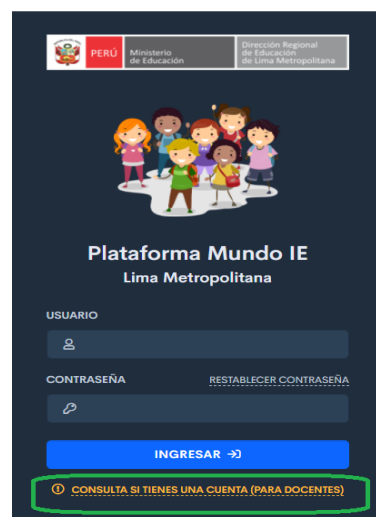 PERÚ
Ministerio
de Educación
Dirección Regional
de Educación
de Lima Metropolitana
Plataforma Mundo IE
Lima Metropolitana
USUARIO
CONTRASEÑA RESTABLECER CONTRASEÑA
INGRESAR
CONSULTA SI TIENES UNA CUENTA (PARA DOCENTES)